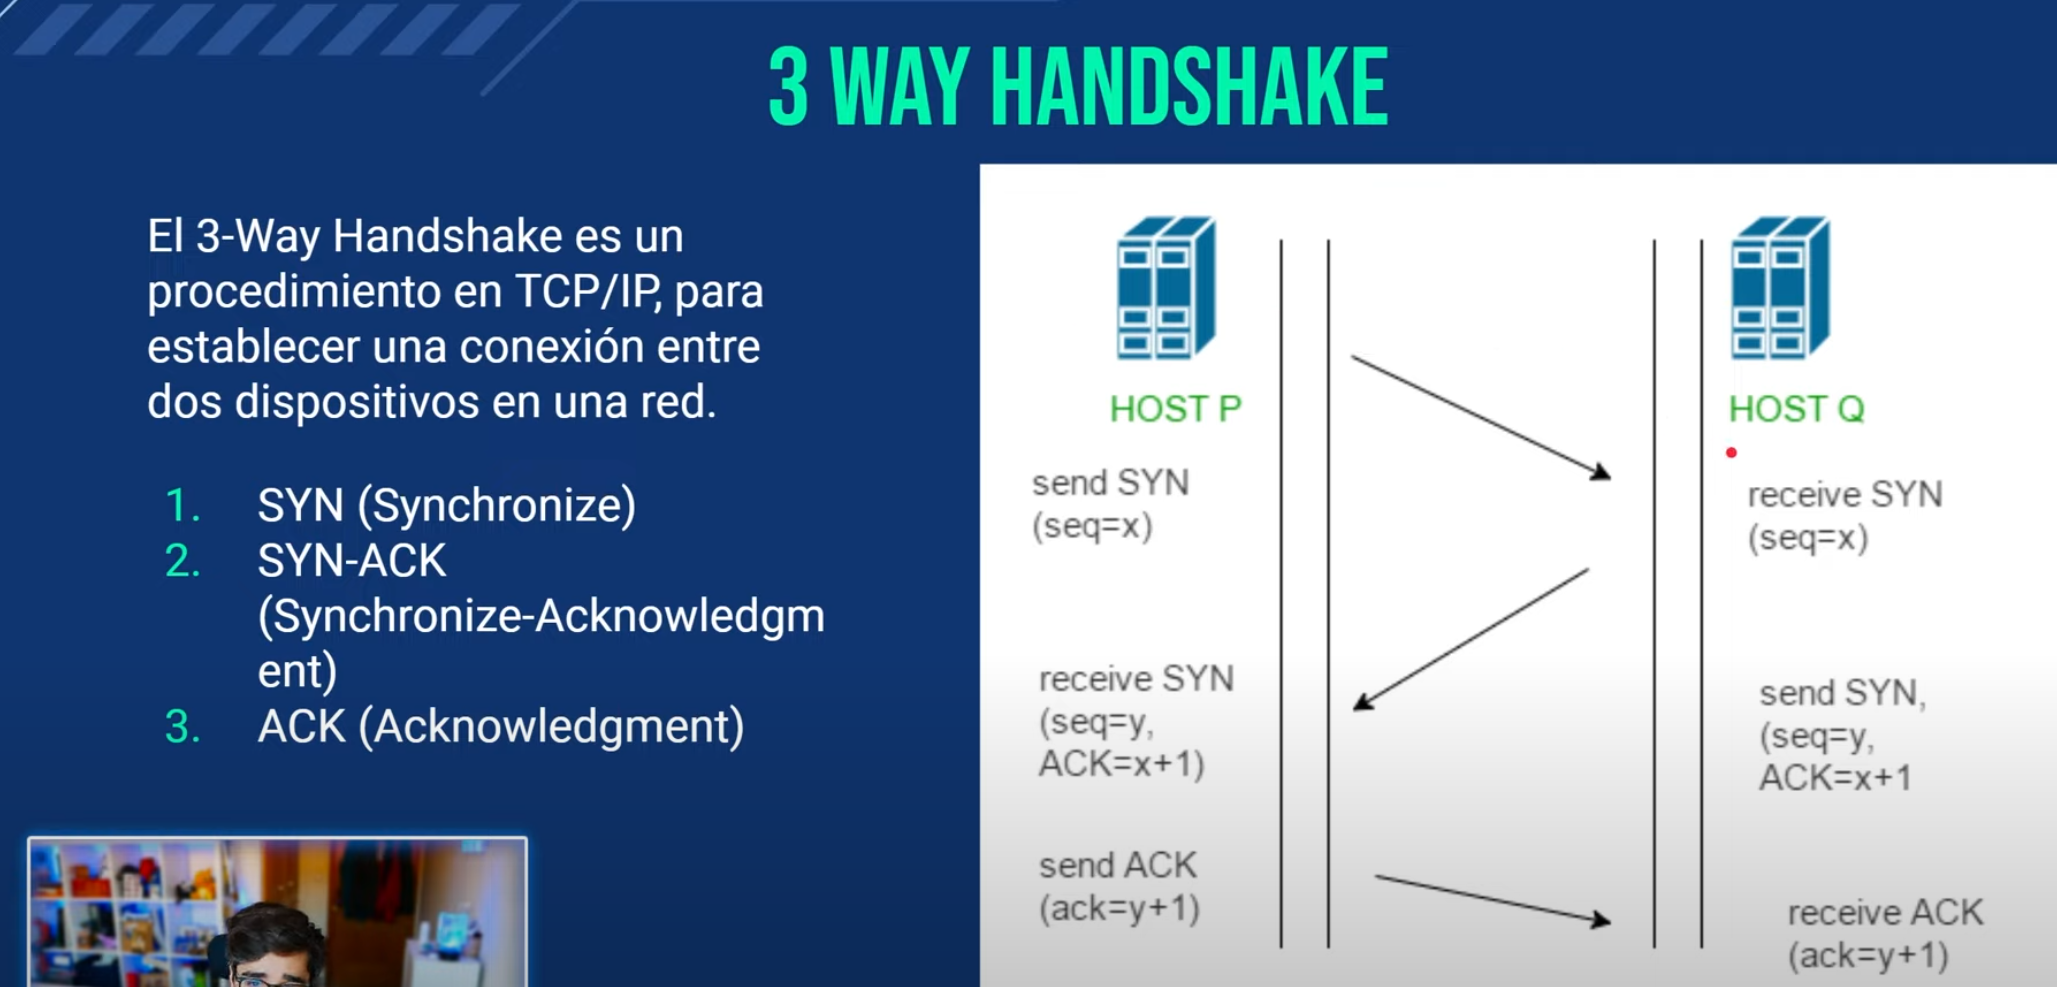 3 WAY HANDSHAKE
El 3-Way Handshake es un
procedimiento en TCP/IP, para
establecer una conexión entre
dos dispositivos en una red.
1. SYN (Synchronize)
2. SYN-ACK
(Synchronize-Acknowledgm
ent)
3. ACK (Acknowledgment)
HOST P
HOST Q
send SYN
(seq=x)
receive SYN
(seq=x)
receive SYN
(seq=y,
ACK=x+1)
send SYN,
(seq=y,
ACK=x+1
send ACK
(ack=y+1)
receive ACK
(ack=y+1)